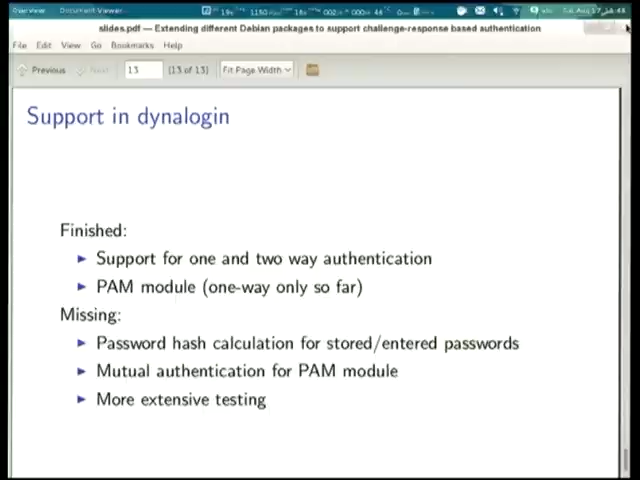 Document Viewer
slides.pdf — Extending different Debian packages to support challenge-response based authentication
File Edit View Go Bookmarks Help
Previous Next 13 (13 of 13) Fit Page Width
Support in dynalogin
Finished:
► Support for one and two way authentication
► PAM module (one-way only so far)
Missing:
► Password hash calculation for stored/entered passwords
► Mutual authentication for PAM module
► More extensive testing